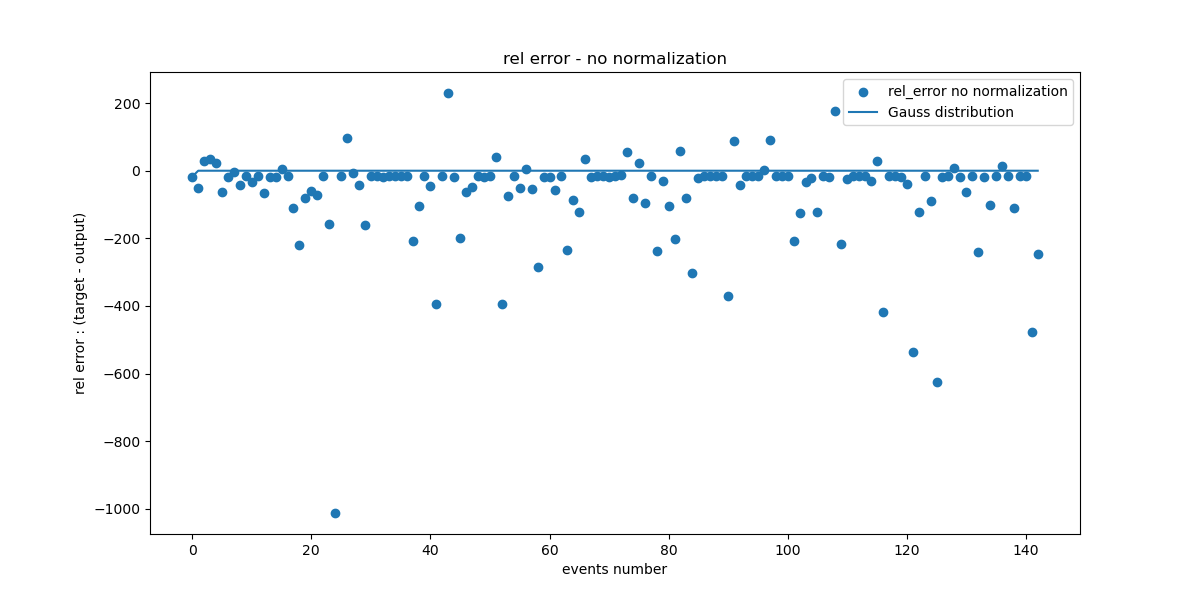 rel error - no normalization
rel_error no normalization
Gauss distribution
200
0
−200
−400
−600
−800
−1000
rel error : (target - output)
0 20 40 60 80 100 120 140
events number